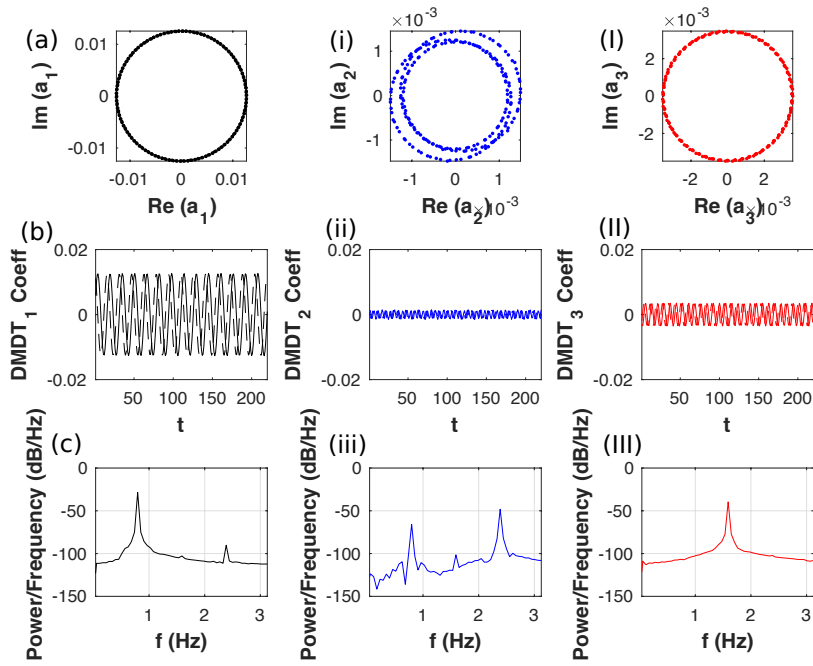 (a)
0.01
0
-0.01
Im (a1)
-0.01 0 0.01
Re (a1)
(i)
×10-3
1
0
-1
Im (a2)
-1 0 1
Re (a2) ×10-3
(I)
×10-3
2
0
-2
Im (a3)
-2 0 2
Re (a3) ×10-3
(b)
0.02
0
-0.02
DMDT1 Coeff
50 100 150 200
t
(ii)
0.02
0
-0.02
DMDT2 Coeff
50 100 150 200
t
(II)
0.02
0
-0.02
DMDT3 Coeff
50 100 150 200
t
(c)
0
-50
-100
-150
Power/Frequency (dB/Hz)
1 2 3
f (Hz)
(iii)
0
-50
-100
-150
Power/Frequency (dB/Hz)
1 2 3
f (Hz)
(III)
0
-50
-100
-150
Power/Frequency (dB/Hz)
1 2 3
f (Hz)